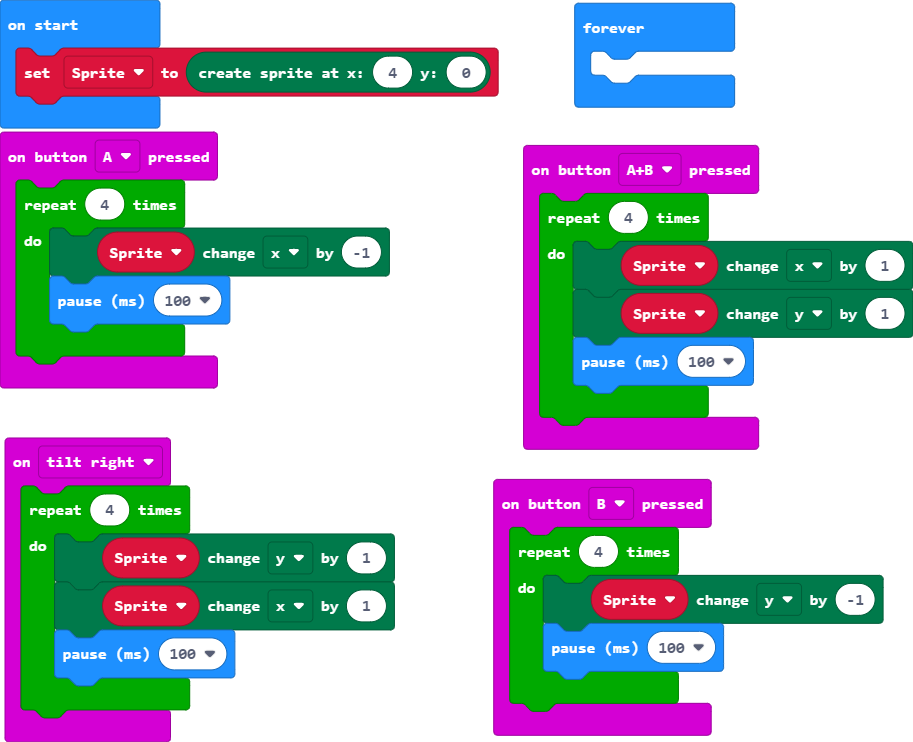 on start
set Sprite to create sprite at x: 4 y: 0
forever
on button A pressed
repeat 4 times
do
Sprite change x by -1
pause (ms) 100
on button A+B pressed
repeat 4 times
do
Sprite change x by 1
Sprite change y by 1
pause (ms) 100
on tilt right
repeat 4 times
do
Sprite change y by 1
Sprite change x by 1
pause (ms) 100
on button B pressed
repeat 4 times
do
Sprite change y by -1
pause (ms) 100